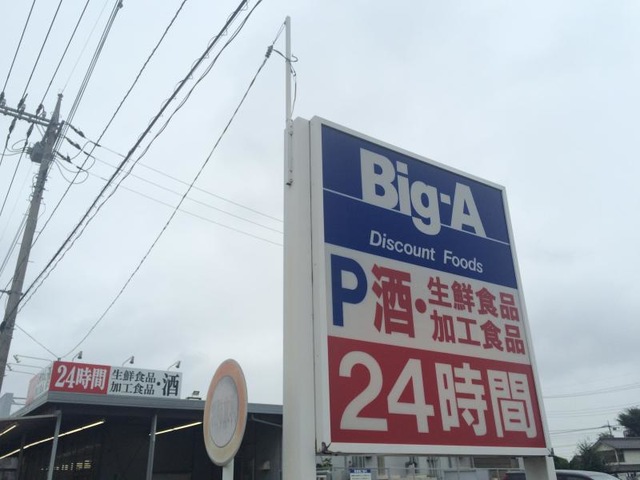 Big-A
Discount Foods
P 酒・生鮮食品
加工食品
24時間
24時間 生鮮食品・酒
加工食品